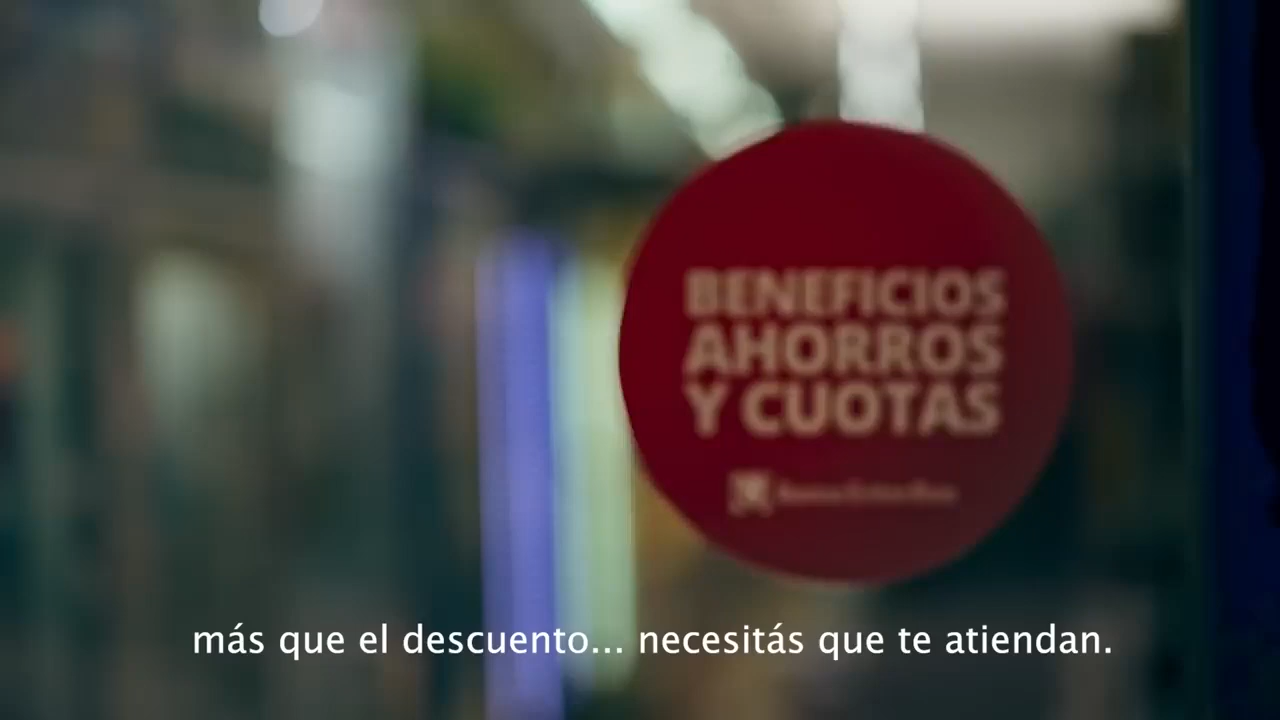 BENEFICIOS
AHORROS
Y CUOTAS
más que el descuento... necesitás que te atiendan.